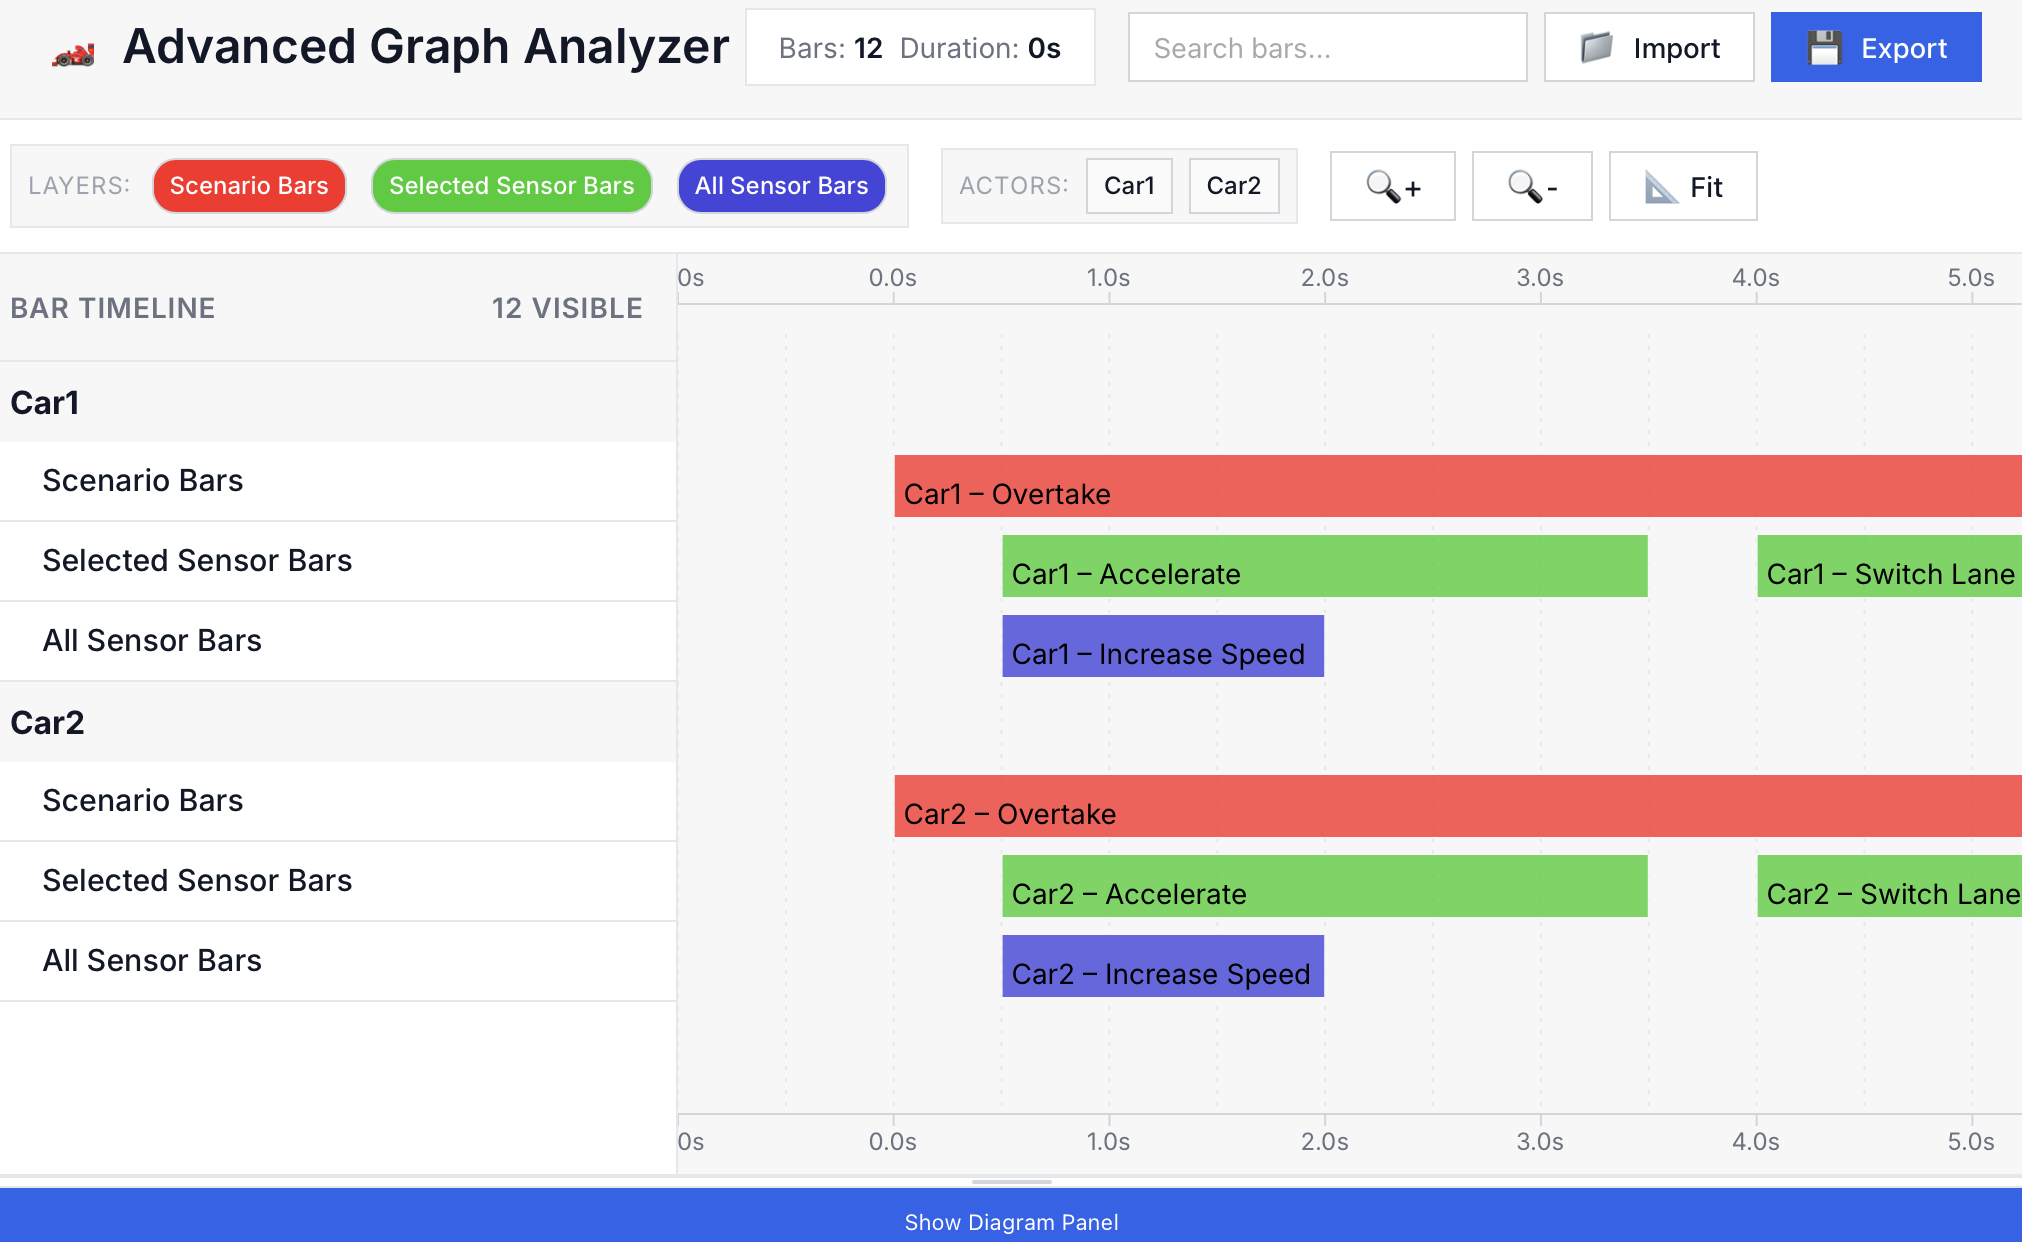 Advanced Graph Analyzer
Bars: 12 Duration: 0s
Search bars...
Import
Export
LAYERS: Scenario Bars Selected Sensor Bars All Sensor Bars
ACTORS: Car1 Car2
+
-
Fit
BAR TIMELINE 12 VISIBLE
0s 0.0s 1.0s 2.0s 3.0s 4.0s 5.0s
Car1
Scenario Bars
Car1 – Overtake
Selected Sensor Bars
Car1 – Accelerate
Car1 – Switch Lane
All Sensor Bars
Car1 – Increase Speed
Car2
Scenario Bars
Car2 – Overtake
Selected Sensor Bars
Car2 – Accelerate
Car2 – Switch Lane
All Sensor Bars
Car2 – Increase Speed
0s 0.0s 1.0s 2.0s 3.0s 4.0s 5.0s
Show Diagram Panel